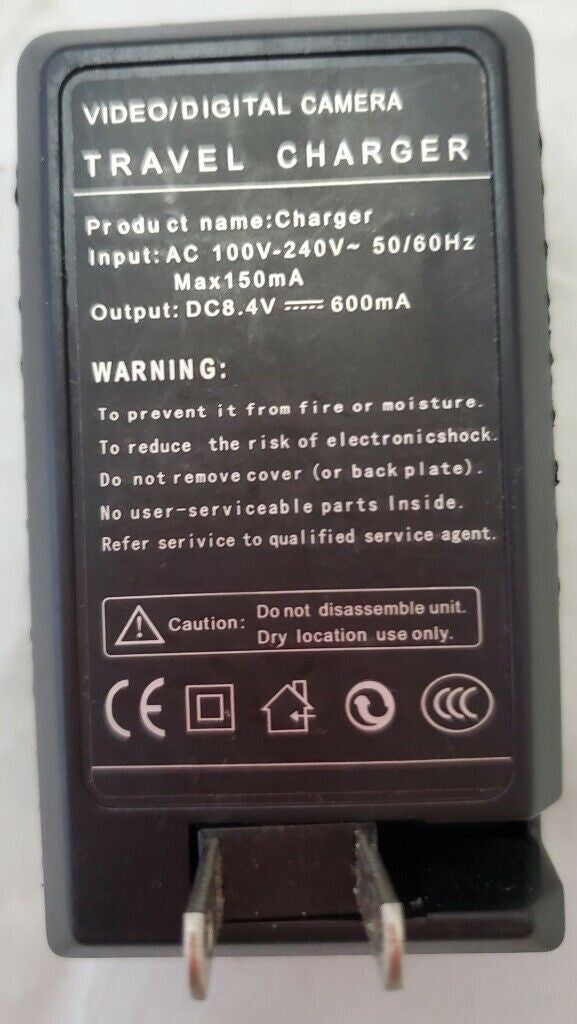 VIDEO/DIGITAL CAMERA
TRAVEL CHARGER
Product name:Charger
Input:AC 100V-240V~ 50/60Hz
Max150mA
Output: DC8.4V ⎓ 600mA
WARNING:
To prevent it from fire or moisture.
To reduce the risk of electronicshock.
Do not remove cover (or back plate).
No user-serviceable parts Inside.
Refer serivice to qualified service agent.
Caution: Do not disassemble unit.
Dry location use only.
CE CCC